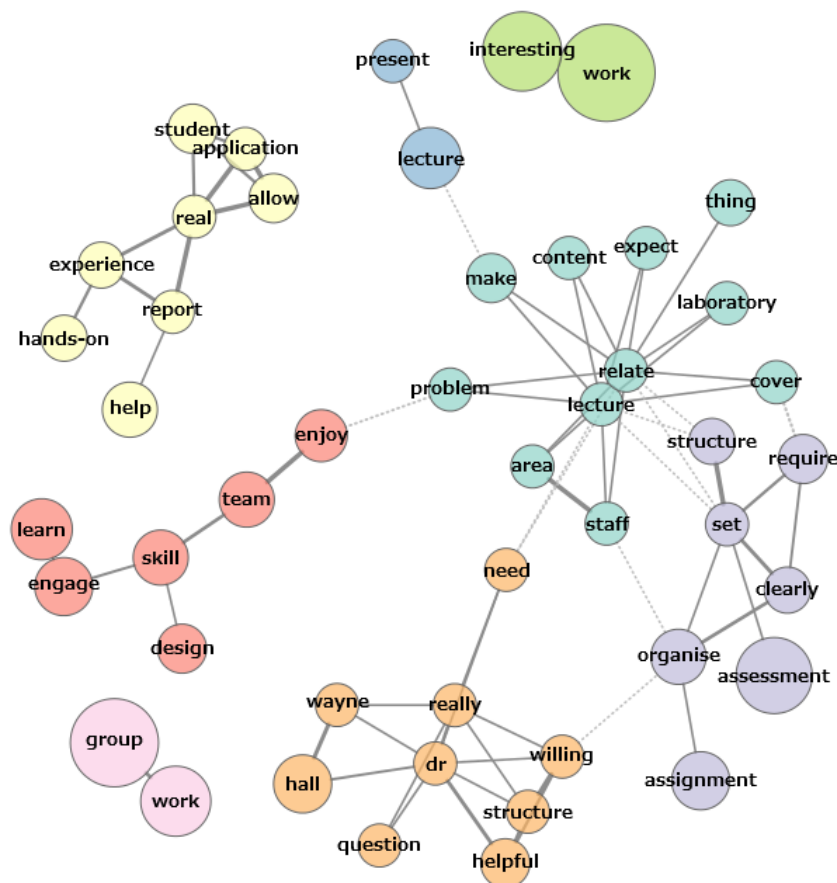 interesting
present
work
student
application
lecture
allow
thing
real
expect
content
experience
make
laboratory
report
hands-on
relate
cover
problem
lecture
help
enjoy
structure
require
area
team
staff
set
learn
skill
need
engage
clearly
design
organise
assessment
wayne
really
group
willing
dr
hall
assignment
work
structure
question
helpful